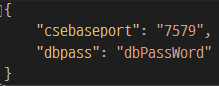 {
"csebaseport": "7579",
"dbpass": "dbPassWord"
}